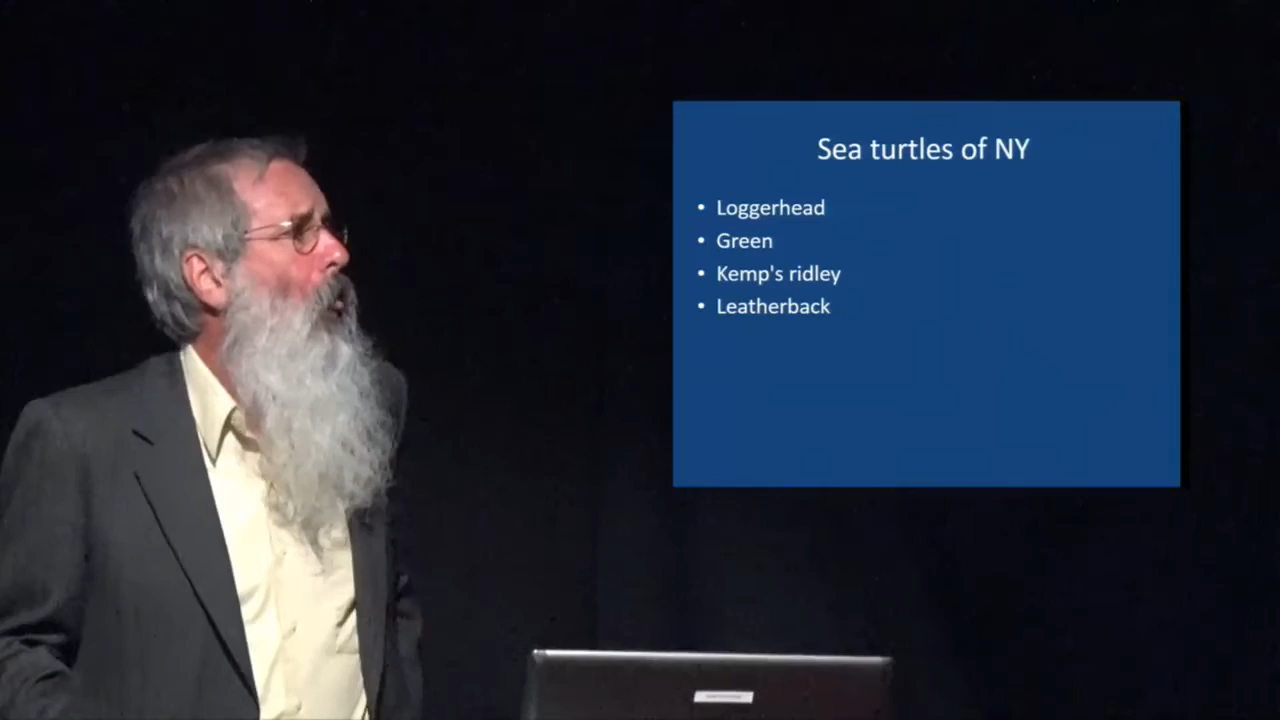 Sea turtles of NY
• Loggerhead
• Green
• Kemp's ridley
• Leatherback